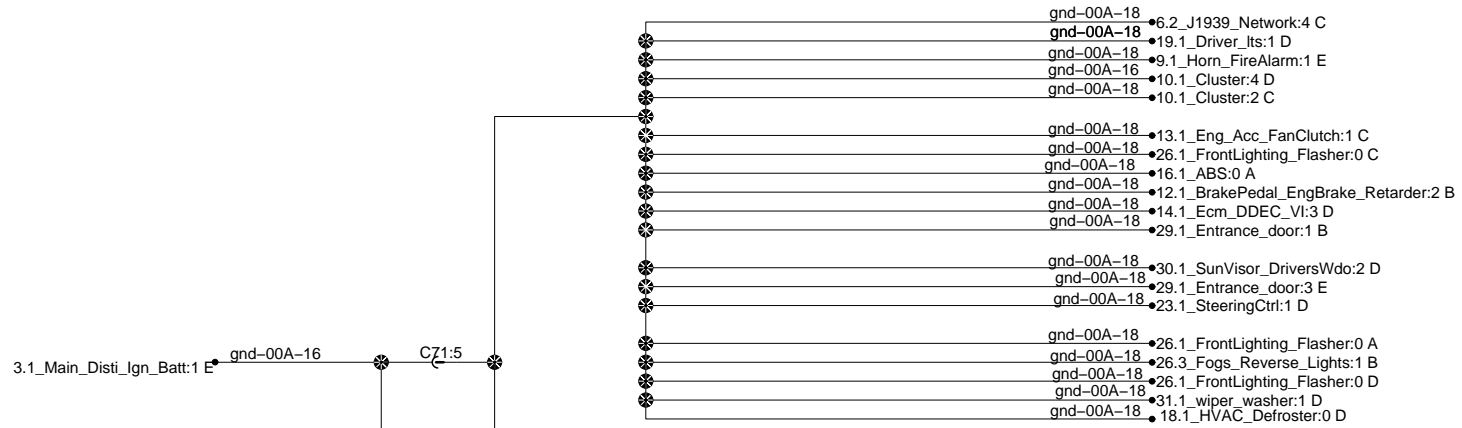 gnd-00A-18 6.2_J1939_Network:4 C
gnd-00A-18 19.1_Driver_lts:1 D
gnd-00A-18 9.1_Horn_FireAlarm:1 E
gnd-00A-16 10.1_Cluster:4 D
gnd-00A-18 10.1_Cluster:2 C
gnd-00A-18 13.1_Eng_Acc_FanClutch:1 C
gnd-00A-18 26.1_FrontLighting_Flasher:0 C
gnd-00A-18 16.1_ABS:0 A
gnd-00A-18 12.1_BrakePedal_EngBrake_Retarder:2 B
gnd-00A-18 14.1_Ecm_DDEC_VI:3 D
gnd-00A-18 29.1_Entrance_door:1 B
gnd-00A-18 30.1_SunVisor_DriversWdo:2 D
gnd-00A-18 29.1_Entrance_door:3 E
gnd-00A-18 23.1_SteeringCtrl:1 D
gnd-00A-18 26.1_FrontLighting_Flasher:0 A
3.1_Main_Disti_Ign_Batt:1 E gnd-00A-16 C71:5 gnd-00A-18 26.3_Fogs_Reverse_Lights:1 B
gnd-00A-18 26.1_FrontLighting_Flasher:0 D
gnd-00A-18 31.1_wiper_washer:1 D
gnd-00A-18 18.1_HVAC_Defroster:0 D